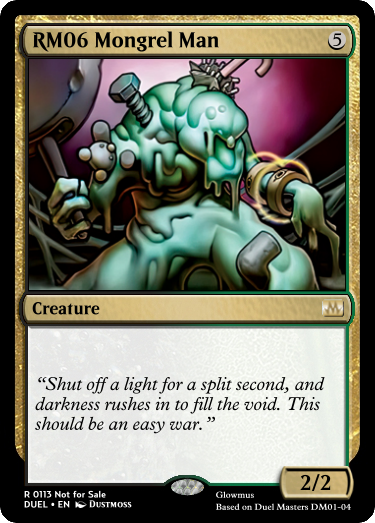 RM06 Mongrel Man 5
Creature
“Shut off a light for a split second, and
darkness rushes in to fill the void. This
should be an easy war.”
2/2
R 0113 Not for Sale
DUEL • EN Dustmoss
Glowmus
Based on Duel Masters DM01-04